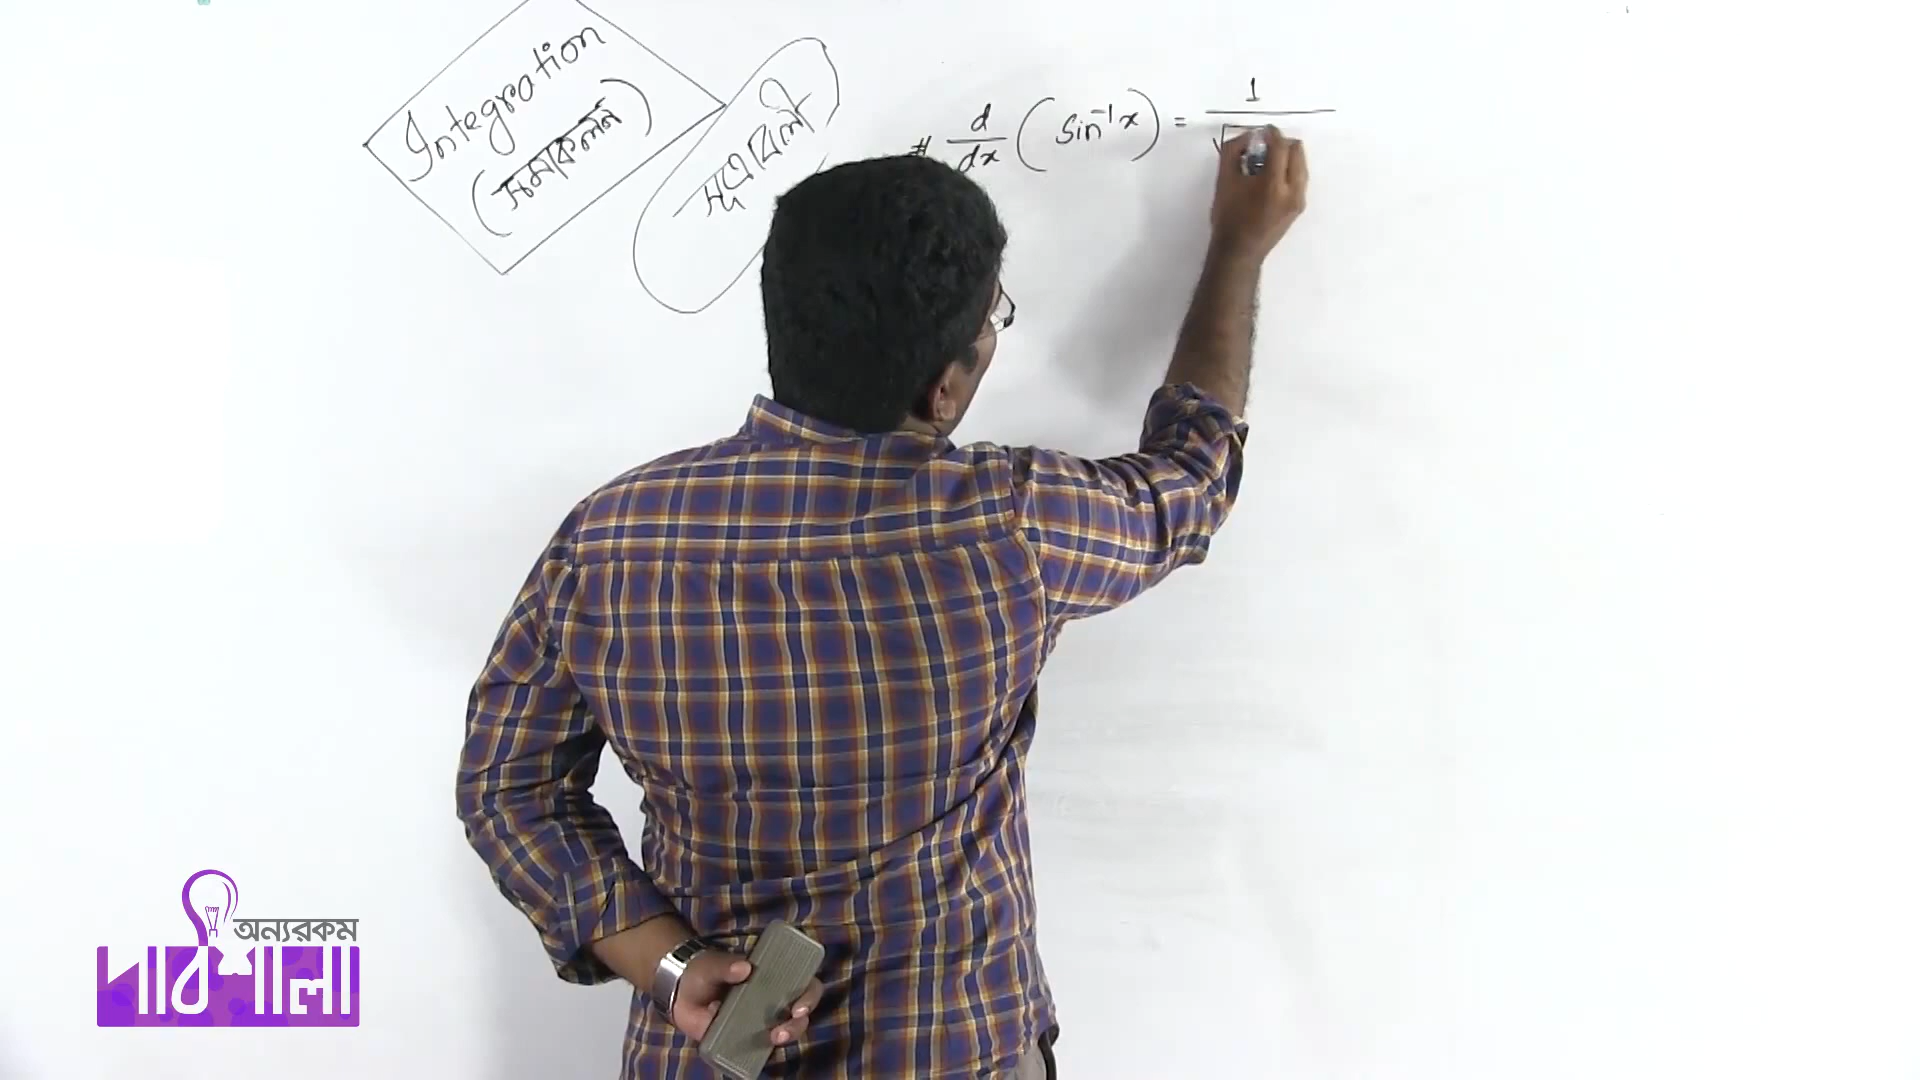 Integration
(সমাকলন)
সূত্রাবলী
# d/dx (sin⁻¹x) = 1/√
অন্যরকম
পাঠশালা